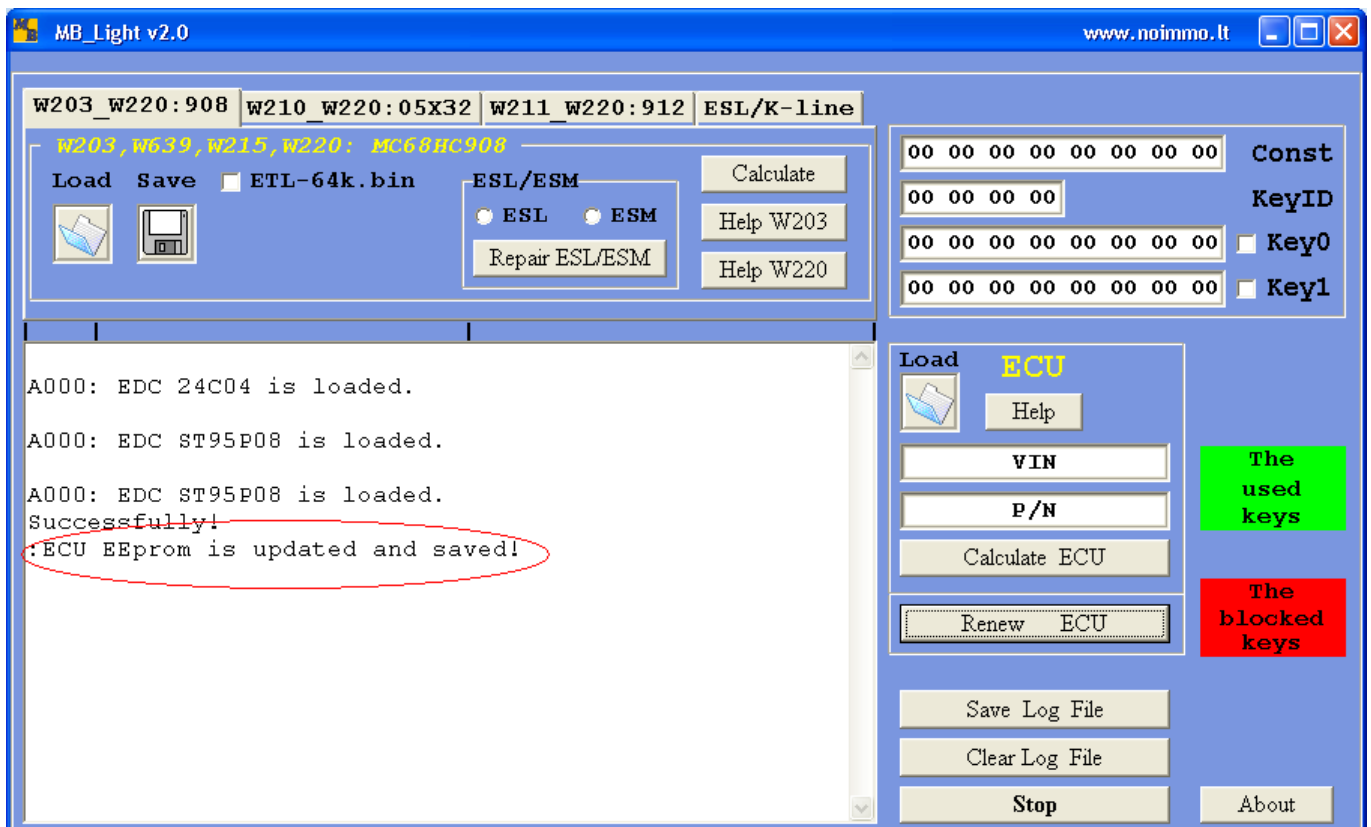 MB_Light v2.0 www.noimmo.lt
W203_W220:908 W210_W220:05X32 W211_W220:912 ESL/K-line
W203,W639,W215,W220: MC68HC908
Load Save ETL-64k.bin
ESL/ESM
ESL ESM
Repair ESL/ESM
Calculate
Help W203
Help W220
00 00 00 00 00 00 00 00 Const
00 00 00 00 KeyID
00 00 00 00 00 00 00 00 Key0
00 00 00 00 00 00 00 00 Key1
A000: EDC 24C04 is loaded.
A000: EDC ST95P08 is loaded.
A000: EDC ST95P08 is loaded.
Successfully!
:ECU EEprom is updated and saved!
Load ECU
Help
VIN
P/N
Calculate ECU
Renew ECU
The
used
keys
The
blocked
keys
Save Log File
Clear Log File
Stop
About